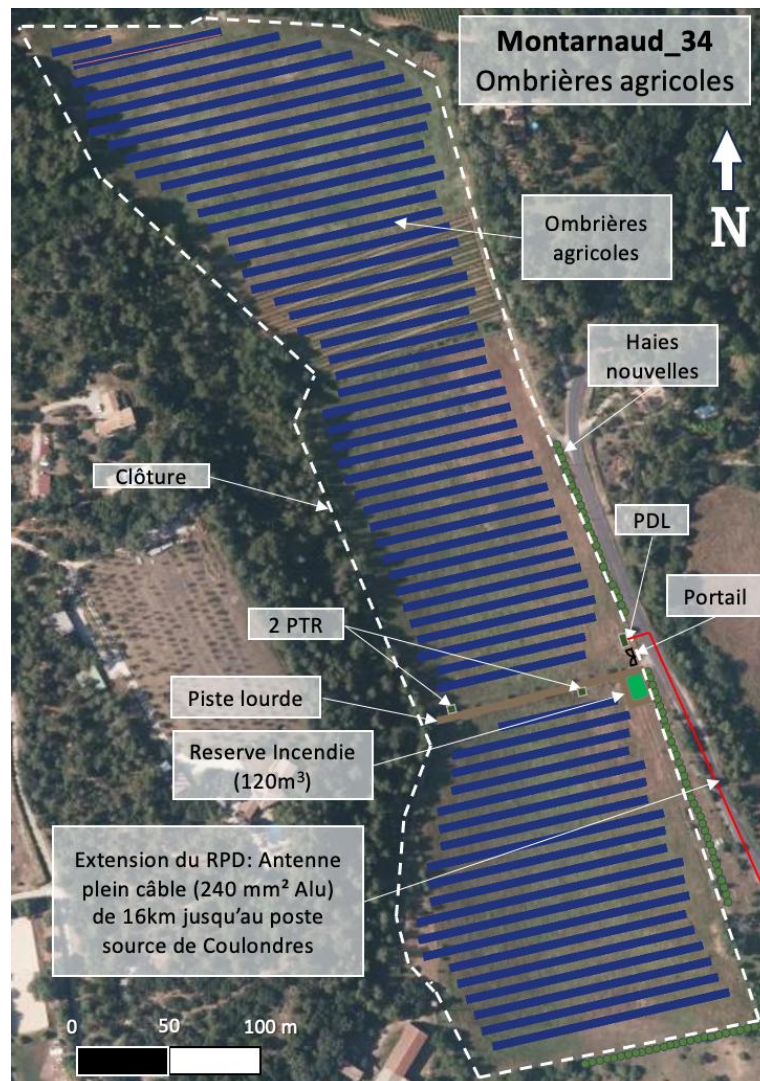 Montarnaud_34
Ombrières agricoles
N
Ombrières
agricoles
Haies
nouvelles
Clôture
PDL
Portail
2 PTR
Piste lourde
Reserve Incendie
(120m³)
Extension du RPD: Antenne
plein câble (240 mm² Alu)
de 16km jusqu’au poste
source de Coulondres
0 50 100 m